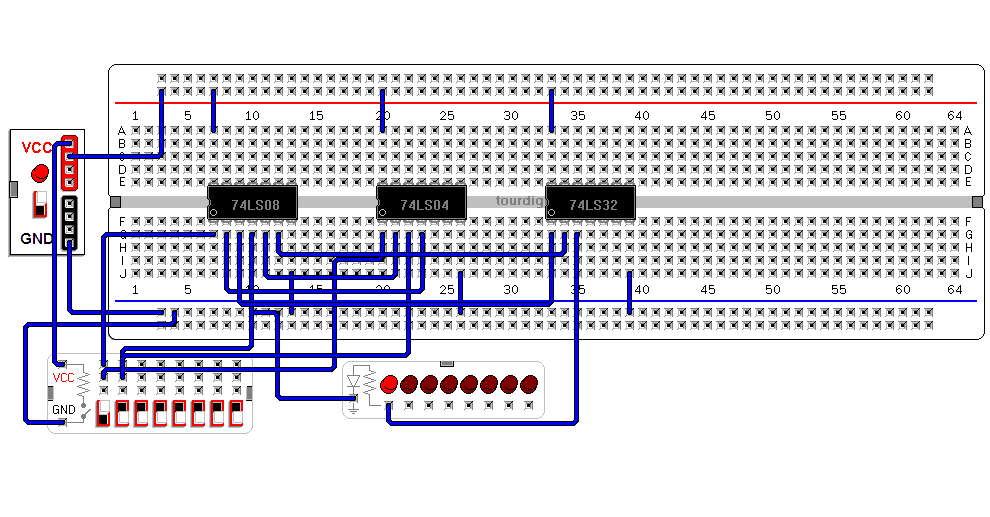 1 5 10 15 20 25 30 35 40 45 50 55 60 64
A A
B B
VCC
C C
D D
E E
74LS08 74LS04 tourdig 74LS32
F F
G G
GND
H H
I I
J J
1 5 10 15 20 25 30 35 40 45 50 55 60 64
VCC
GND